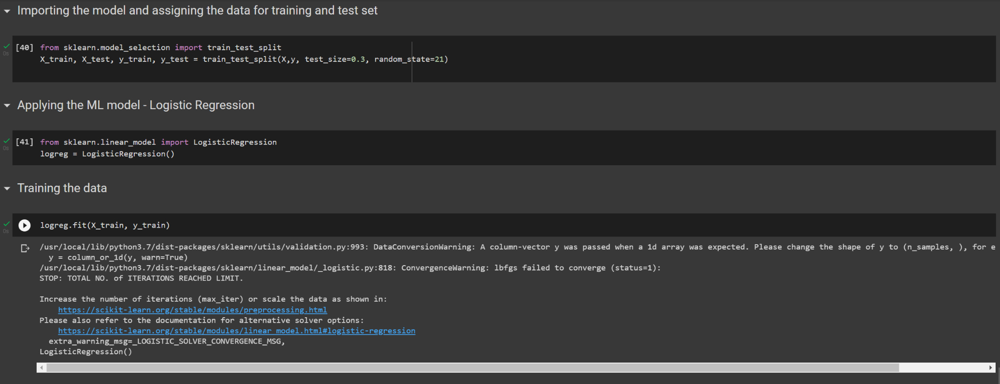 Importing the model and assigning the data for training and test set
[40] from sklearn.model_selection import train_test_split
X_train, X_test, y_train, y_test = train_test_split(X,y, test_size=0.3, random_state=21)
0s
Applying the ML model - Logistic Regression
[41] from sklearn.linear_model import LogisticRegression
logreg = LogisticRegression()
0s
Training the data
logreg.fit(X_train, y_train)
0s
/usr/local/lib/python3.7/dist-packages/sklearn/utils/validation.py:993: DataConversionWarning: A column-vector y was passed when a 1d array was expected. Please change the shape of y to (n_samples, ), for e
y = column_or_1d(y, warn=True)
/usr/local/lib/python3.7/dist-packages/sklearn/linear_model/_logistic.py:818: ConvergenceWarning: lbfgs failed to converge (status=1):
STOP: TOTAL NO. of ITERATIONS REACHED LIMIT.
Increase the number of iterations (max_iter) or scale the data as shown in:
https://scikit-learn.org/stable/modules/preprocessing.html
Please also refer to the documentation for alternative solver options:
https://scikit-learn.org/stable/modules/linear_model.html#logistic-regression
extra_warning_msg=_LOGISTIC_SOLVER_CONVERGENCE_MSG,
LogisticRegression()